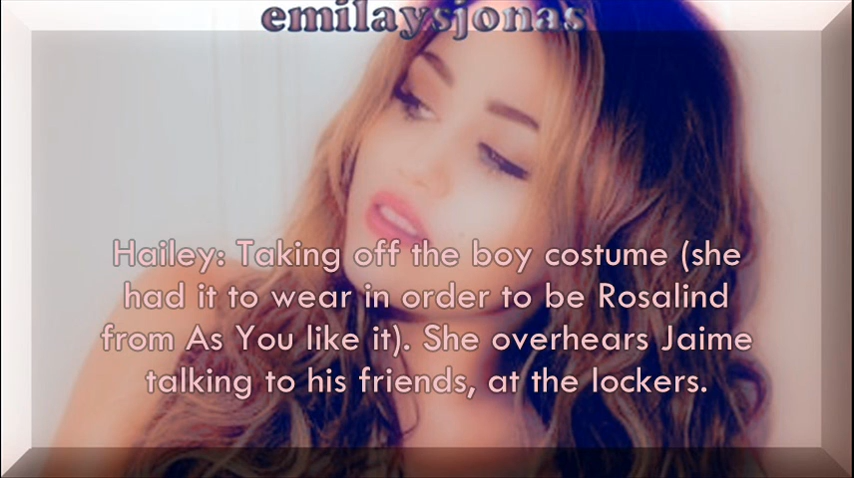 emilaysjonas
Hailey: Taking off the boy costume (she
had it to wear in order to be Rosalind
from As You like it). She overhears Jaime
talking to his friends, at the lockers.